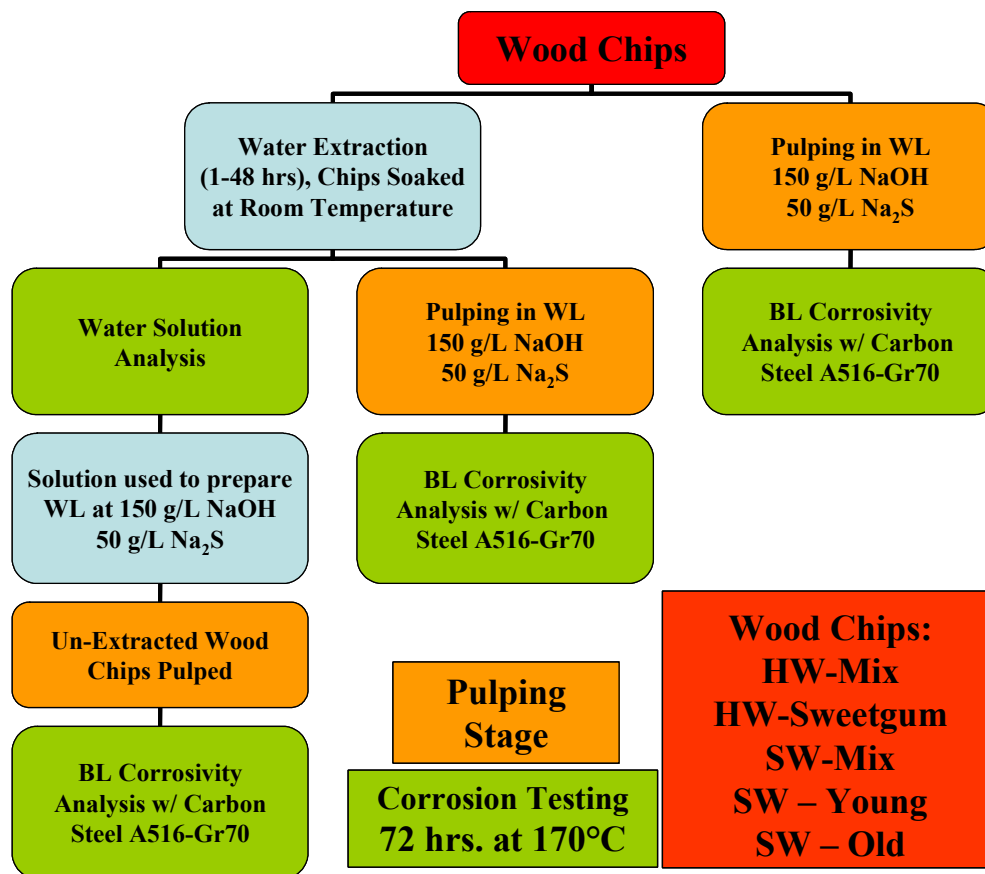 Wood Chips
Water Extraction
(1-48 hrs), Chips Soaked
at Room Temperature
Pulping in WL
150 g/L NaOH
50 g/L Na₂S
Water Solution
Analysis
Pulping in WL
150 g/L NaOH
50 g/L Na₂S
BL Corrosivity
Analysis w/ Carbon
Steel A516-Gr70
Solution used to prepare
WL at 150 g/L NaOH
50 g/L Na₂S
BL Corrosivity
Analysis w/ Carbon
Steel A516-Gr70
Un-Extracted Wood
Chips Pulped
BL Corrosivity
Analysis w/ Carbon
Steel A516-Gr70
Pulping
Stage
Corrosion Testing
72 hrs. at 170°C
Wood Chips:
HW-Mix
HW-Sweetgum
SW-Mix
SW – Young
SW – Old